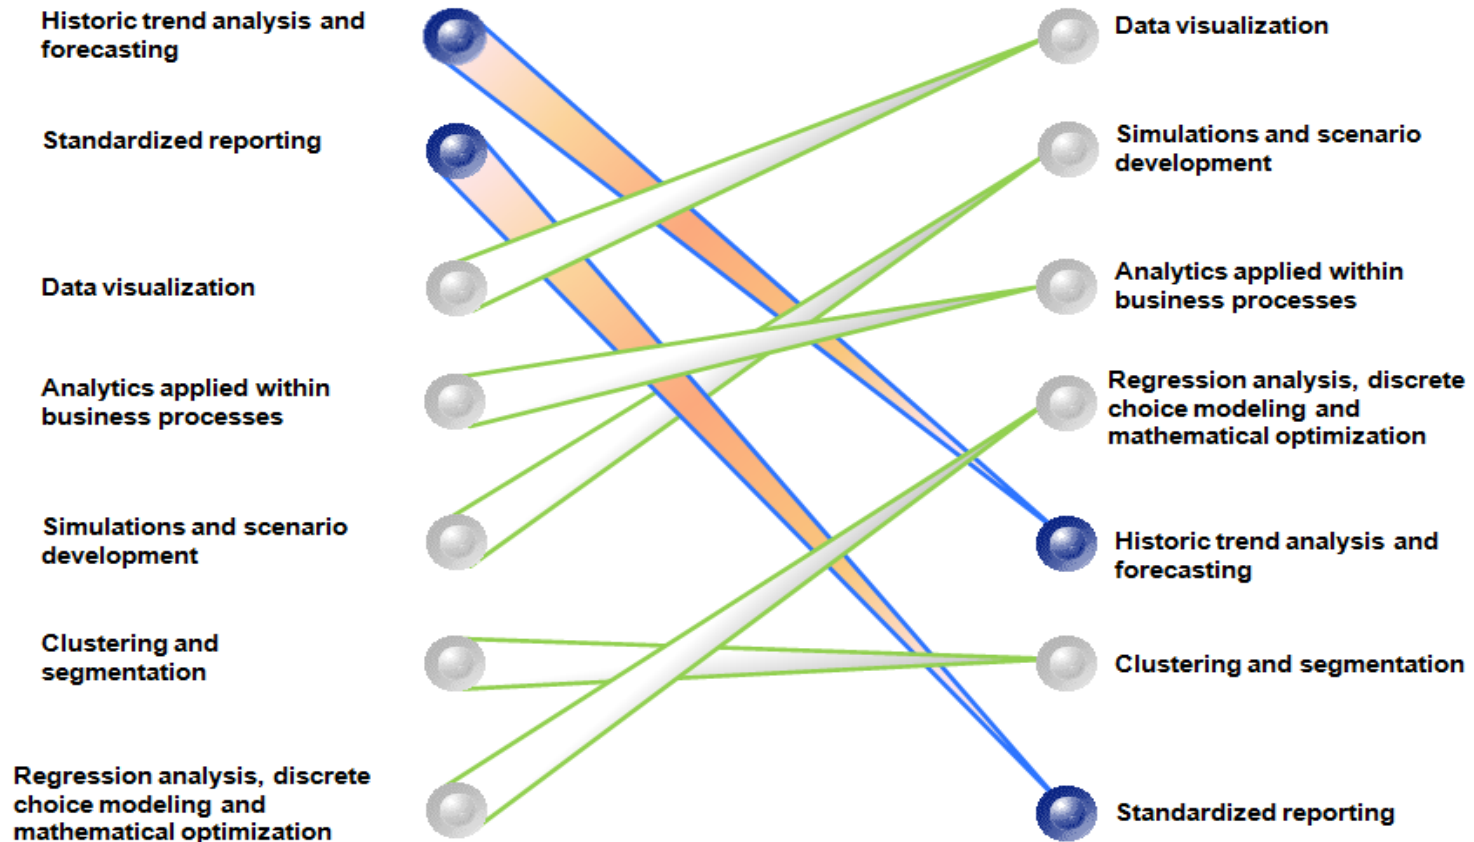 Historic trend analysis and
forecasting
Standardized reporting
Data visualization
Analytics applied within
business processes
Simulations and scenario
development
Clustering and
segmentation
Regression analysis, discrete
choice modeling and
mathematical optimization
Data visualization
Simulations and scenario
development
Analytics applied within
business processes
Regression analysis, discrete
choice modeling and
mathematical optimization
Historic trend analysis and
forecasting
Clustering and segmentation
Standardized reporting